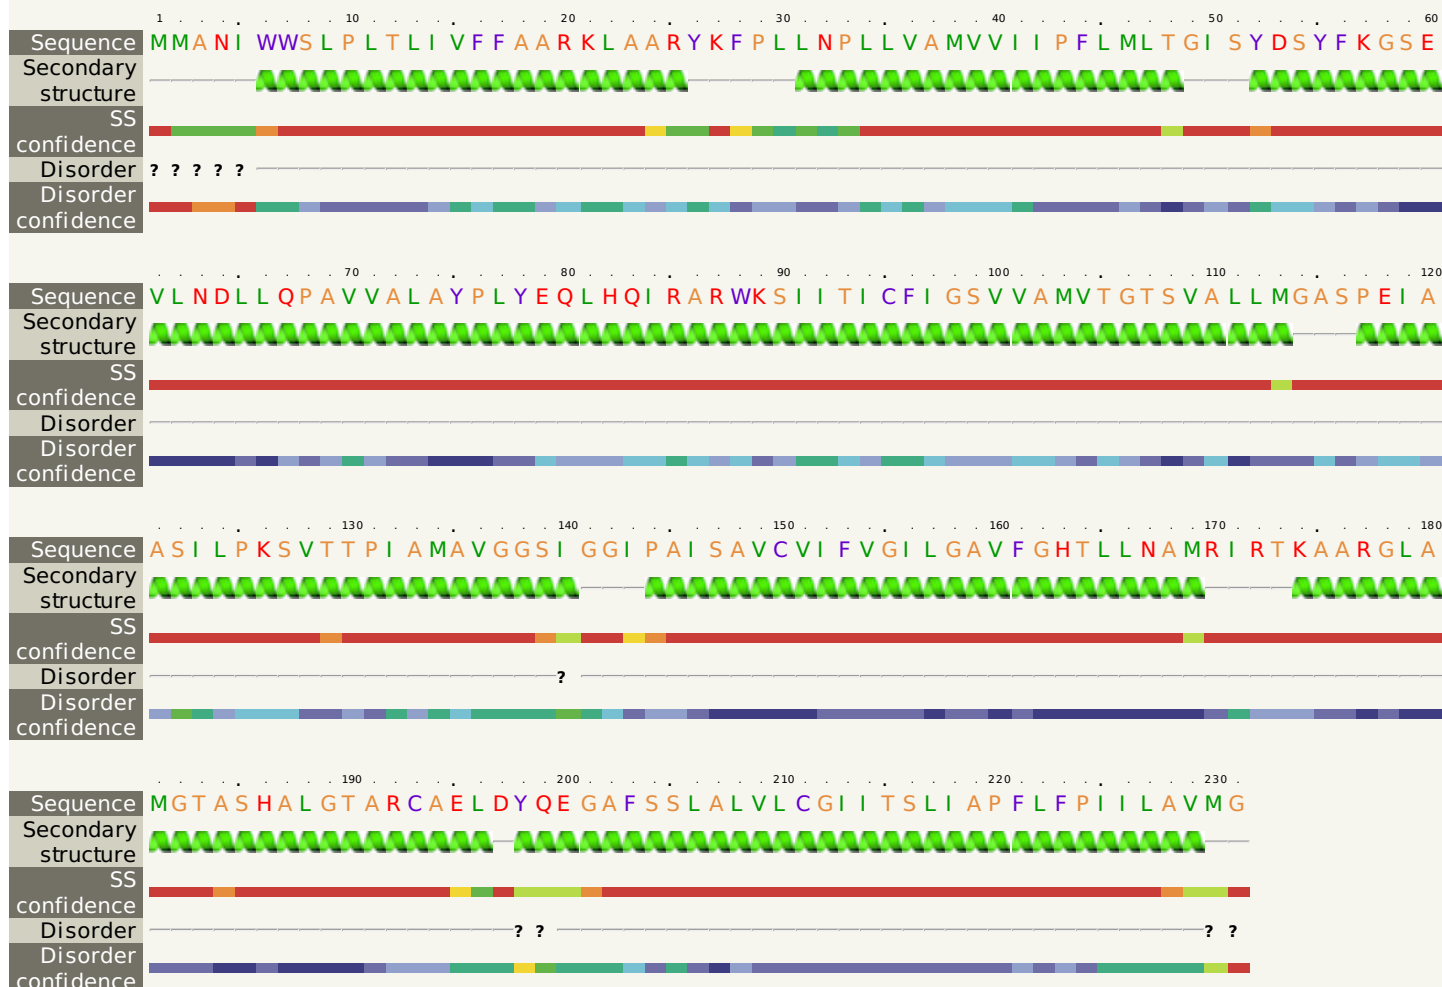 1 . . . . . . . . 10 . . . . . . . . . 20 . . . . . . . . . 30 . . . . . . . . . 40 . . . . . . . . . 50 . . . . . . . . . 60
Sequence MMANIWWSLPLTLIVFFAARKLAARYKFPLLNPLLVAMVVIIPFLMLTGISYDSYFKGSE
Secondary
structure
SS
confidence
Disorder ? ? ? ? ?
Disorder
confidence
. . . . . . . . . 70 . . . . . . . . . 80 . . . . . . . . . 90 . . . . . . . . . 100 . . . . . . . . . 110 . . . . . . . . . 120
Sequence VLNDLLQPAVVALAYPLYEQLHQIRARWKSIITICFIGSVVAMVTGTSVALLMGASPEIA
Secondary
structure
SS
confidence
Disorder
Disorder
confidence
. . . . . . . . . 130 . . . . . . . . . 140 . . . . . . . . . 150 . . . . . . . . . 160 . . . . . . . . . 170 . . . . . . . . . 180
Sequence ASILPKSVTTPIAMAVGGSIGGIPAISAVCVIFVGILGAVFGHTLLNAMRIRTKAARGLA
Secondary
structure
SS
confidence
Disorder ?
Disorder
confidence
. . . . . . . . . 190 . . . . . . . . . 200 . . . . . . . . . 210 . . . . . . . . . 220 . . . . . . . . . 230 .
Sequence MGTASHALGTARCAELDYQEGAFSSLALVLCGIITSLIAPFLFPIILAVMG
Secondary
structure
SS
confidence
Disorder ? ? ? ?
Disorder
confidence